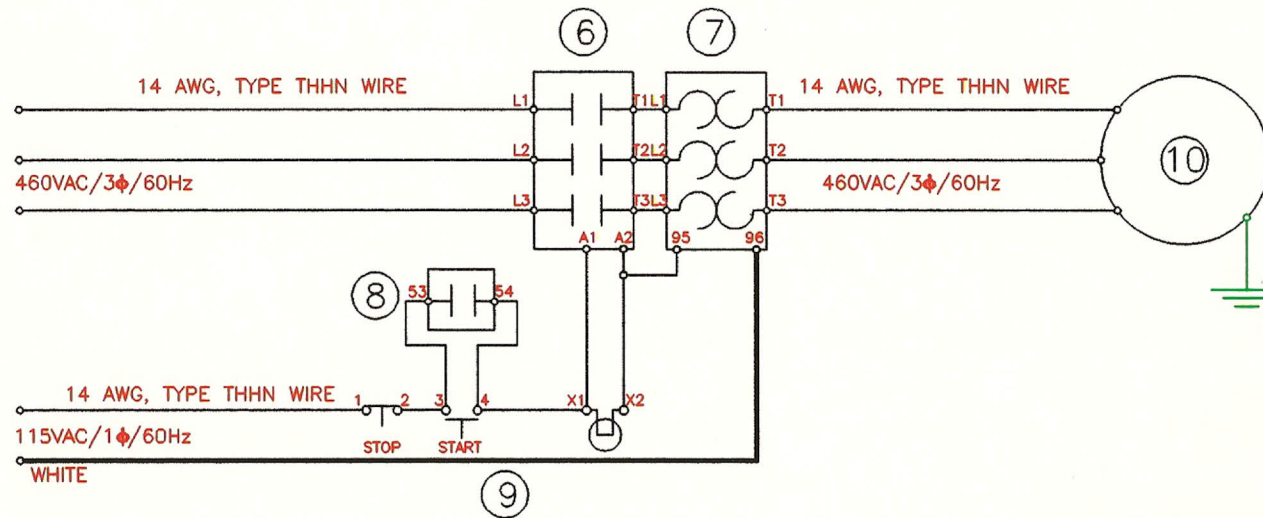 6 7
14 AWG, TYPE THHN WIRE 14 AWG, TYPE THHN WIRE
L1 T1 L1 T1
L2 T2 L2 T2
10
460VAC/3ϕ/60Hz 460VAC/3ϕ/60Hz
L3 T3 L3 T3
A1 A2 95 96
8 53 54
14 AWG, TYPE THHN WIRE 1 2 3 4 X1 X2
115VAC/1ϕ/60Hz STOP START
WHITE
9